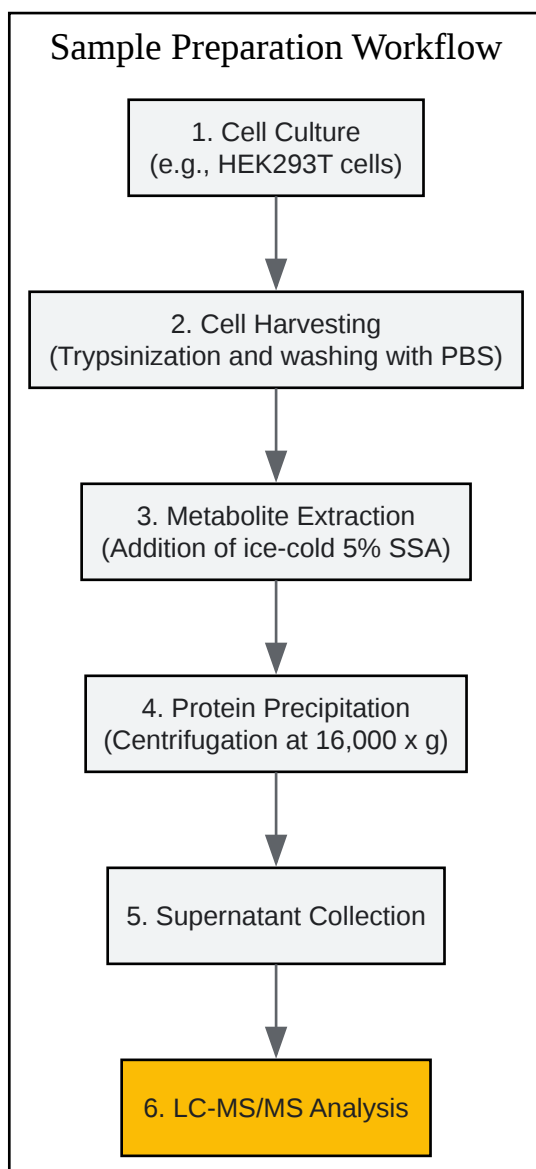 Sample Preparation Workflow
1. Cell Culture
(e.g., HEK293T cells)
2. Cell Harvesting
(Trypsinization and washing with PBS)
3. Metabolite Extraction
(Addition of ice-cold 5% SSA)
4. Protein Precipitation
(Centrifugation at 16,000 x g)
5. Supernatant Collection
6. LC-MS/MS Analysis